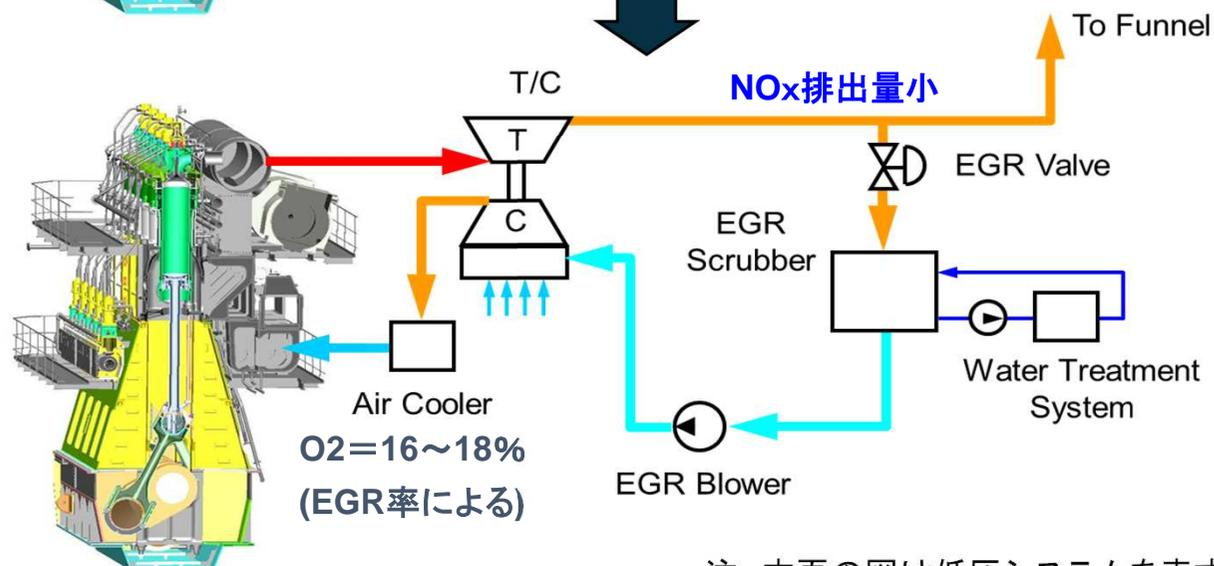 To Funnel
T/C
NOx排出量小
T
EGR Valve
EGR
Scrubber
C
Water Treatment
System
Air Cooler
O2=16～18%
(EGR率による)
EGR Blower